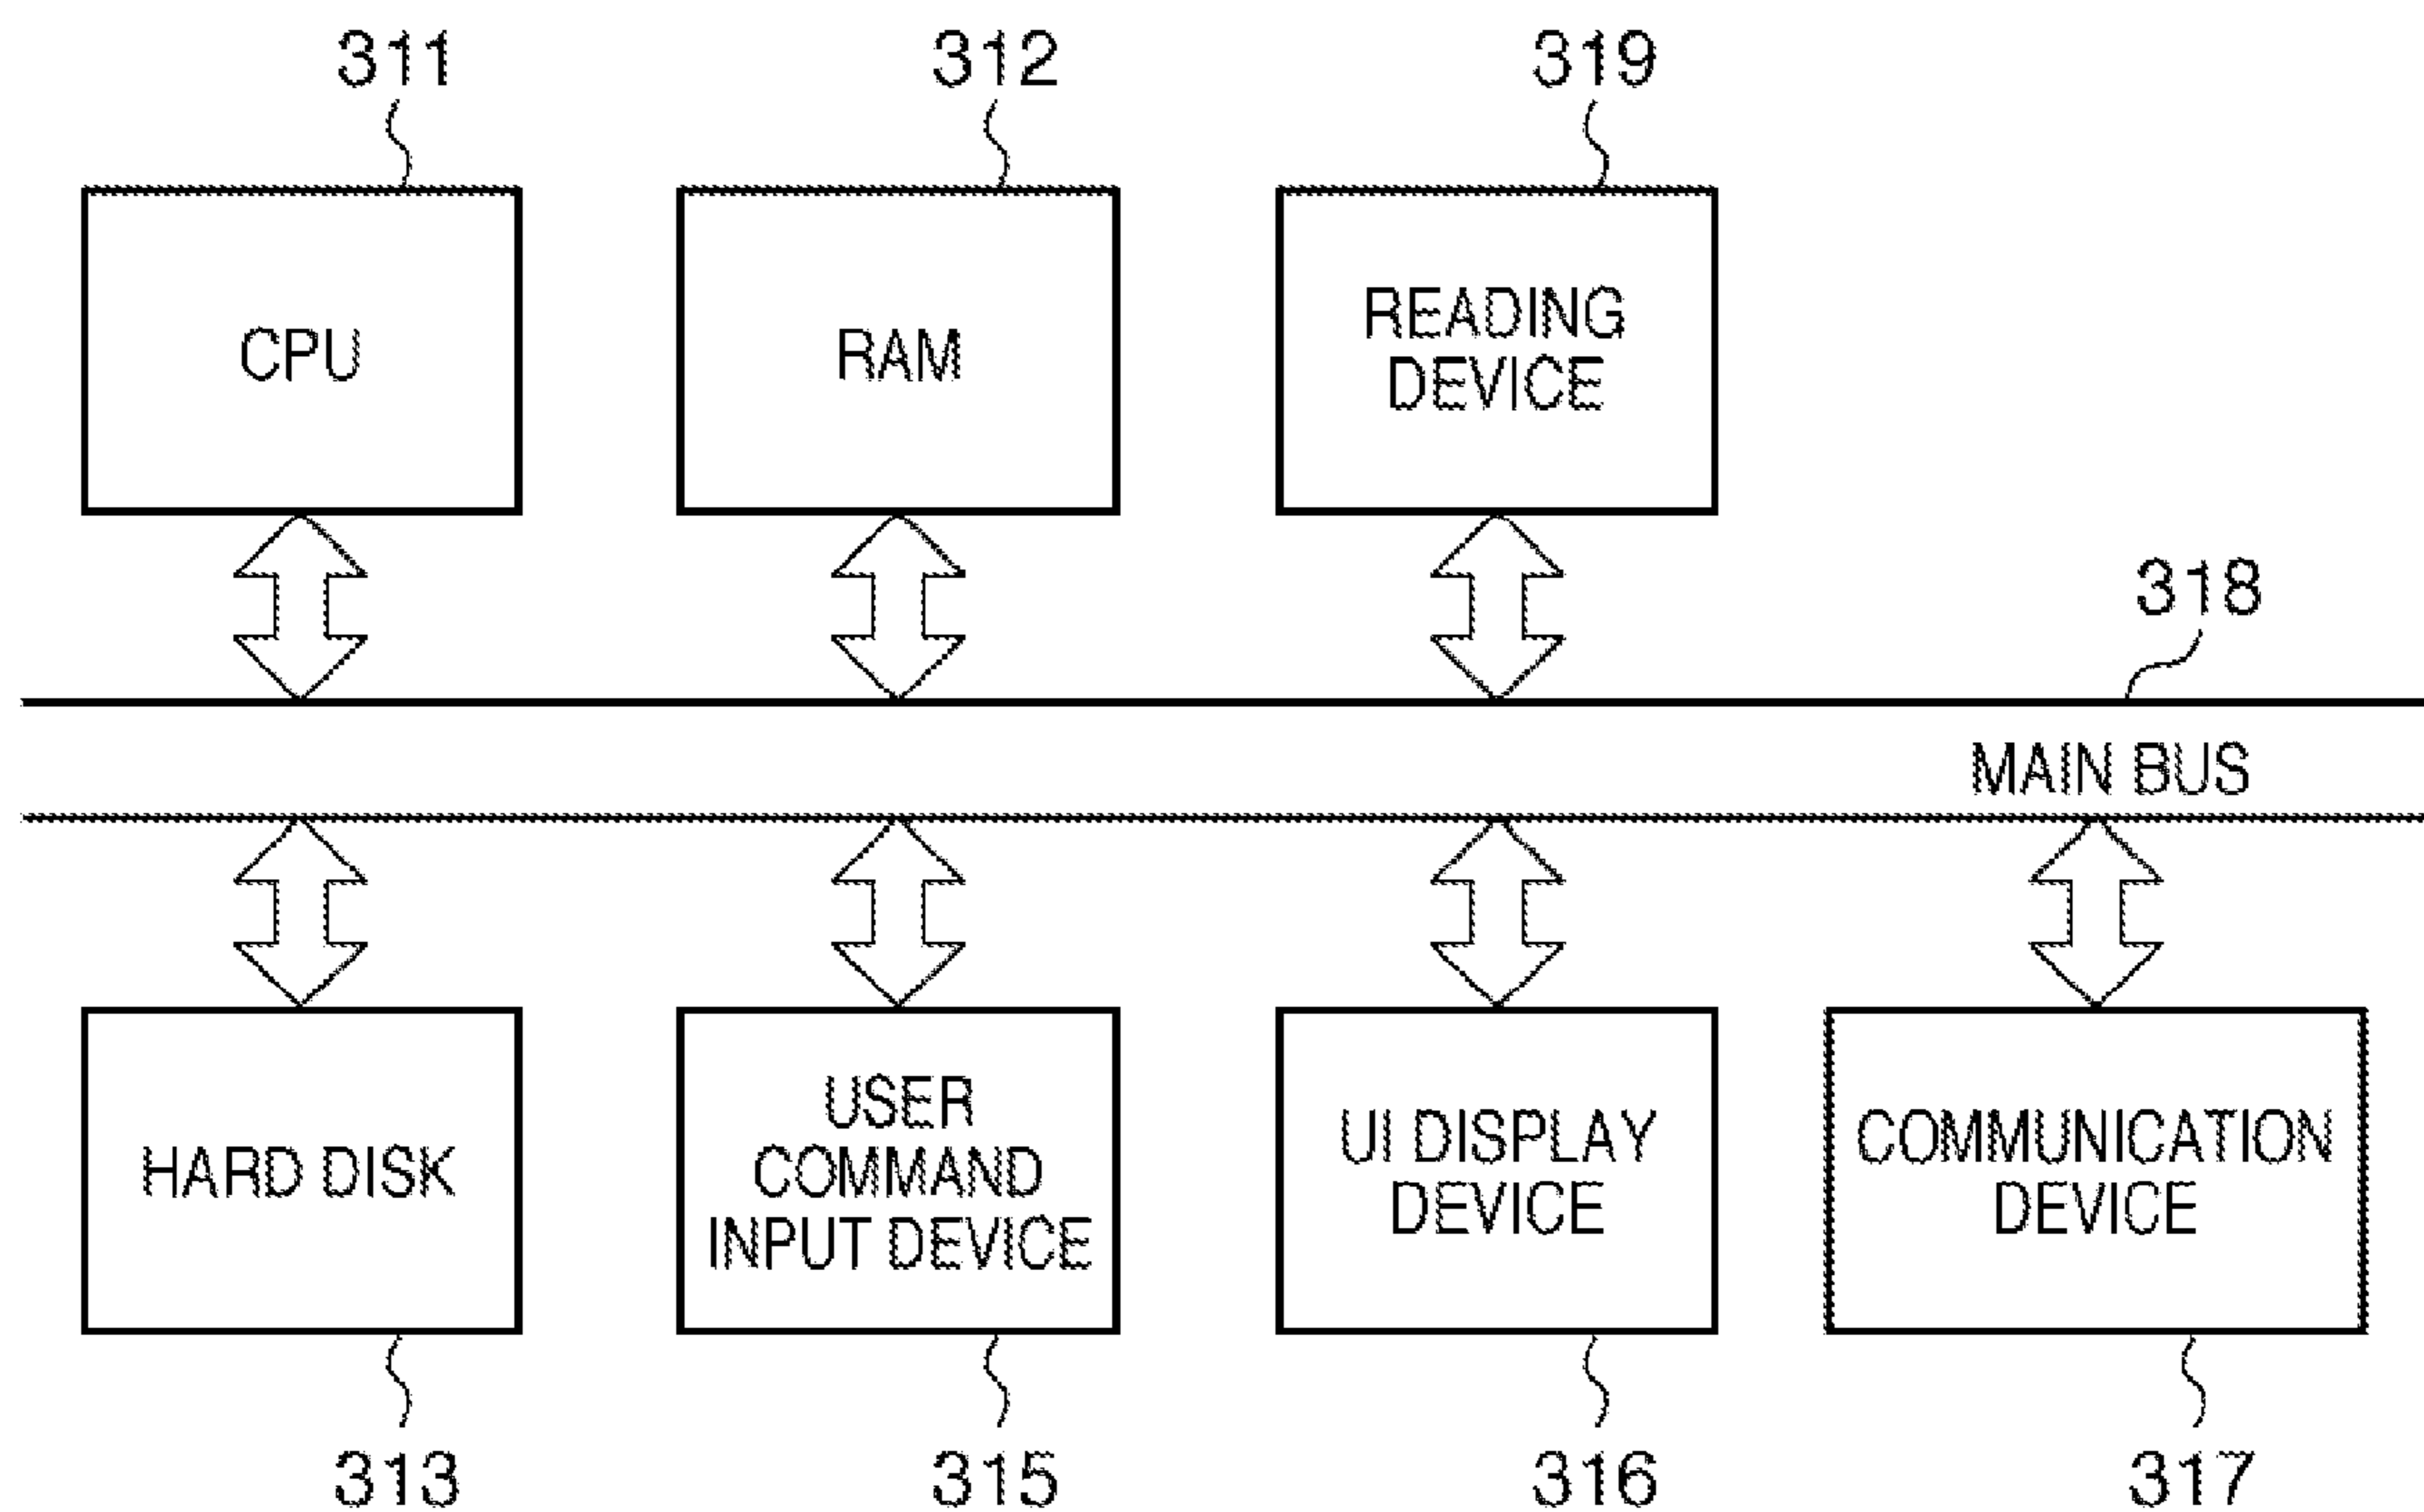 311
312
319
CPU
RAM
READING
DEVICE
318
MAIN BUS
HARD DISK
USER
COMMAND
INPUT DEVICE
UI DISPLAY
DEVICE
COMMUNICATION
DEVICE
313
315
316
317